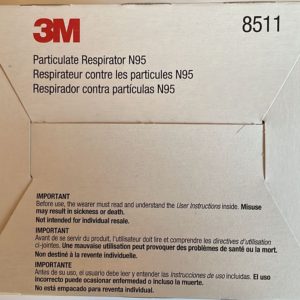 3M
8511
Particulate Respirator N95
Respirateur contre les particules N95
Respirador contra partículas N95
IMPORTANT
Before use, the wearer must read and understand the User Instructions inside. Misuse
may result in sickness or death.
Not intended for individual resale.
IMPORTANT
Avant de se servir du produit, l'utilisateur doit lire et comprendre les directives d'utilisation
ci-jointes. Une mauvaise utilisation peut provoquer des problèmes de santé ou la mort.
Non destiné à la revente individuelle.
IMPORTANTE
Antes de su uso, el usuario debe leer y entender las Instrucciones de uso incluidas. El uso
incorrecto puede ocasionar enfermedad o incluso la muerte.
No está empacado para reventa individual.